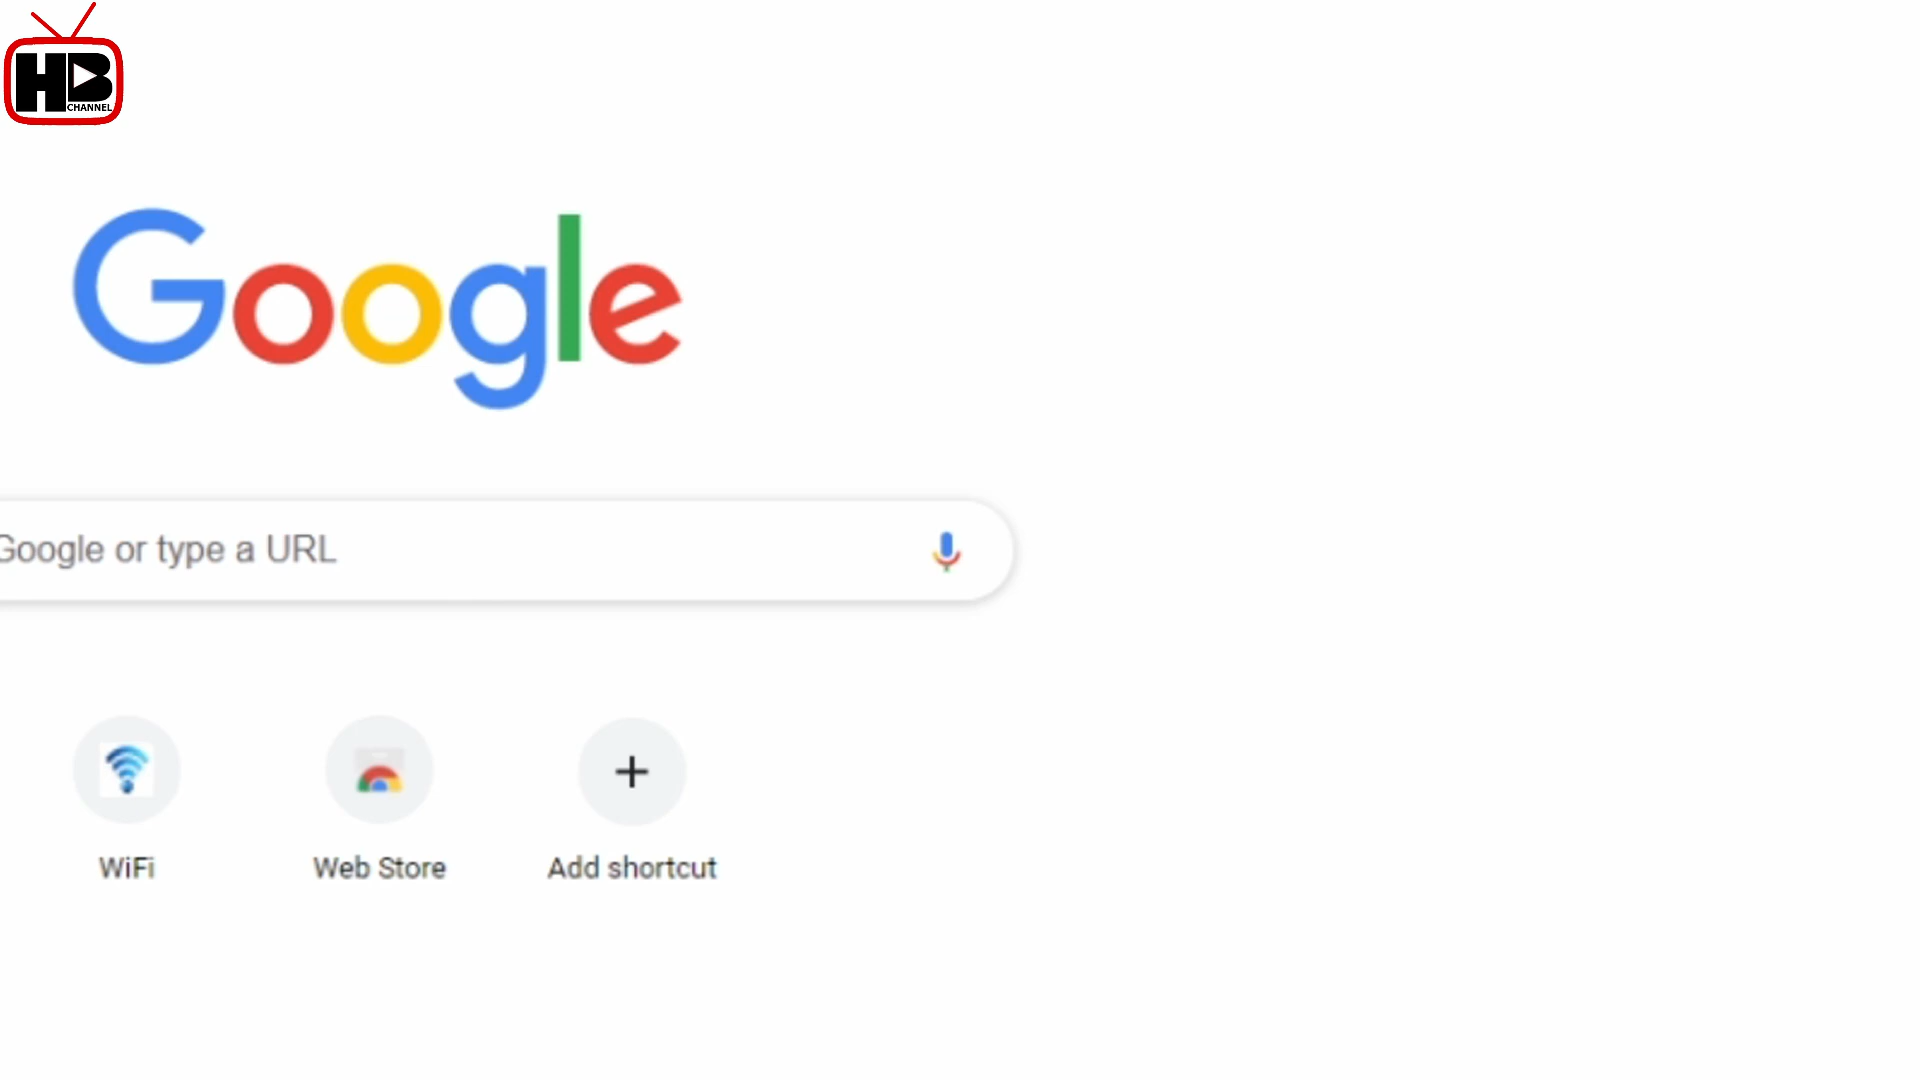 HB
CHANNEL
Google
Google or type a URL
WiFi
Web Store
Add shortcut